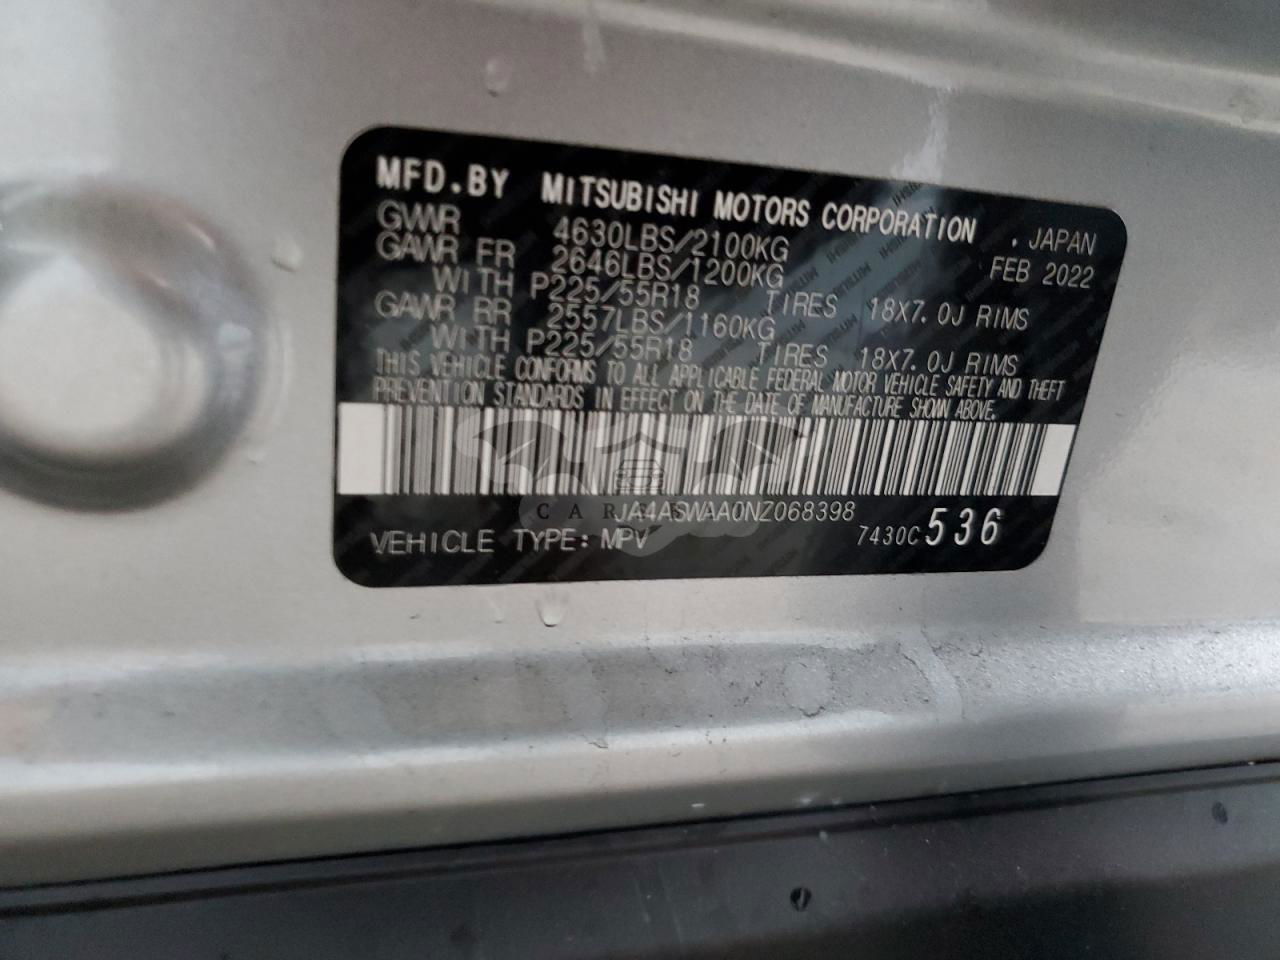 MFD.BY MITSUBISHI MOTORS CORPORATION . JAPAN
GVWR 4630LBS/2100KG FEB 2022
GAWR FR 2646LBS/1200KG
WITH P225/55R18 TIRES 18X7.0J RIMS
GAWR RR 2557LBS/1160KG
WITH P225/55R18 TIRES 18X7.0J RIMS
THIS VEHICLE CONFORMS TO ALL APPLICABLE FEDERAL MOTOR VEHICLE SAFETY AND THEFT
PREVENTION STANDARDS IN EFFECT ON THE DATE OF MANUFACTURE SHOWN ABOVE.
JA4ASWAA0NZ068398
VEHICLE TYPE: MPV 7430C 536